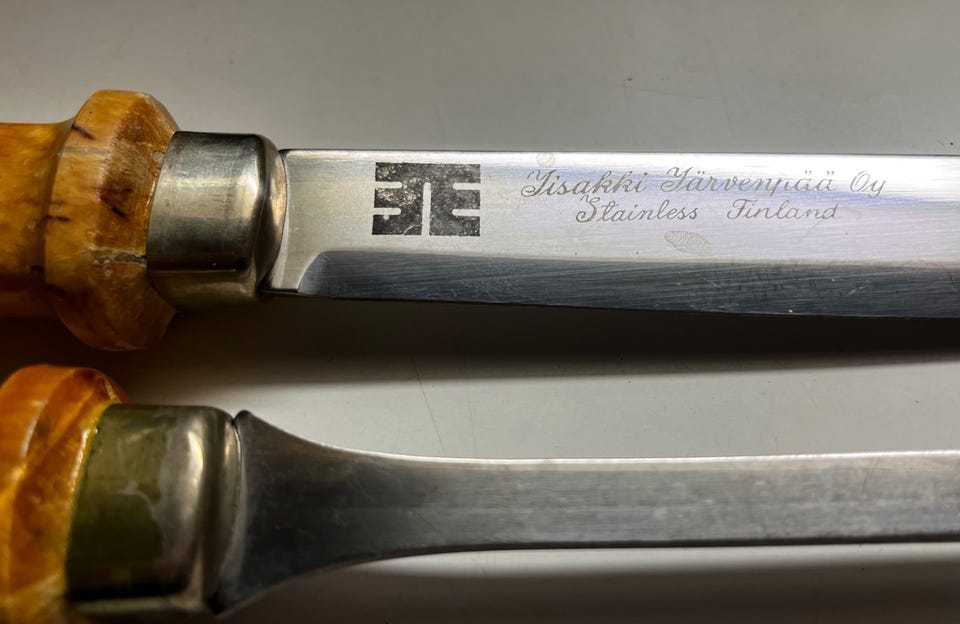 Iisakki Järvenpää Oy
Stainless Finland